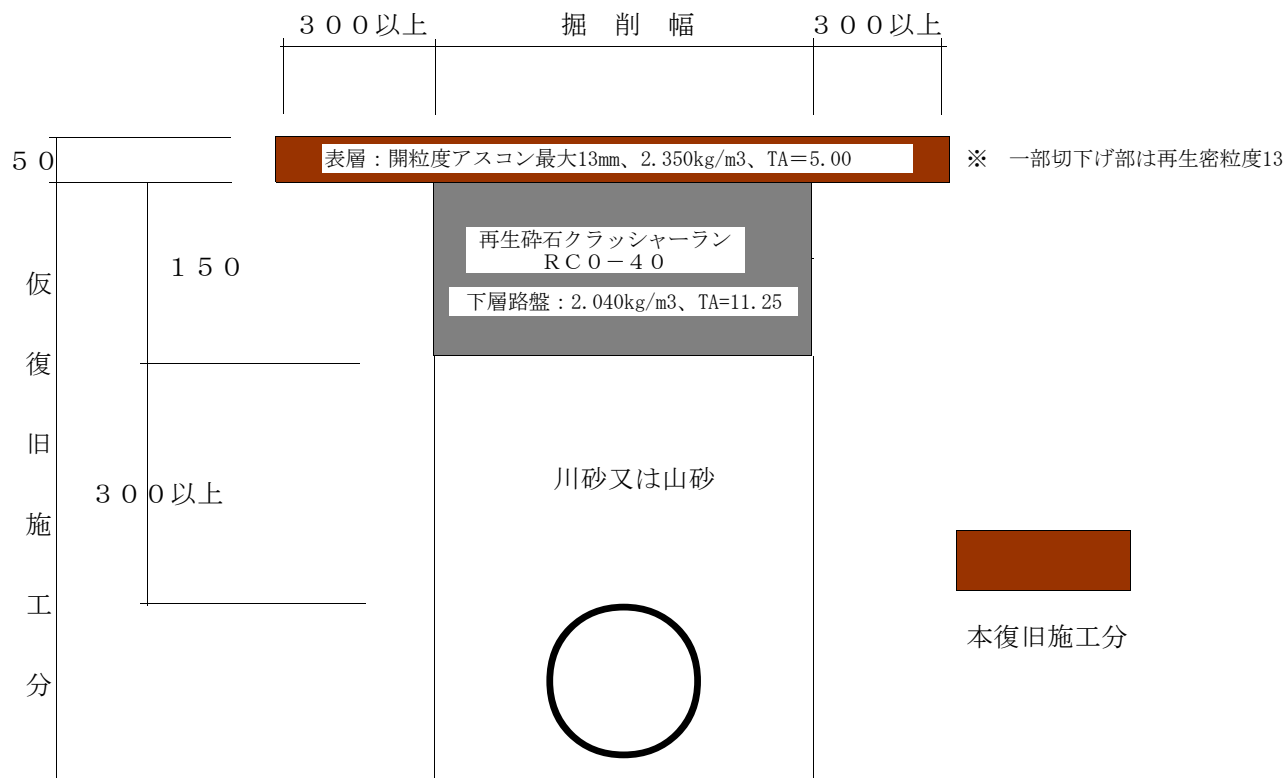 ３００以上　掘　削　幅　３００以上
５０
表層：開粒度アスコン最大13mm、2.350kg/m3、TA＝5.00
※　一部切下げ部は再生密粒度13
１５０
再生砕石クラッシャーラン
ＲＣ０－４０
下層路盤：2.040kg/m3、TA=11.25
仮復旧施工分
３００以上
川砂又は山砂
本復旧施工分